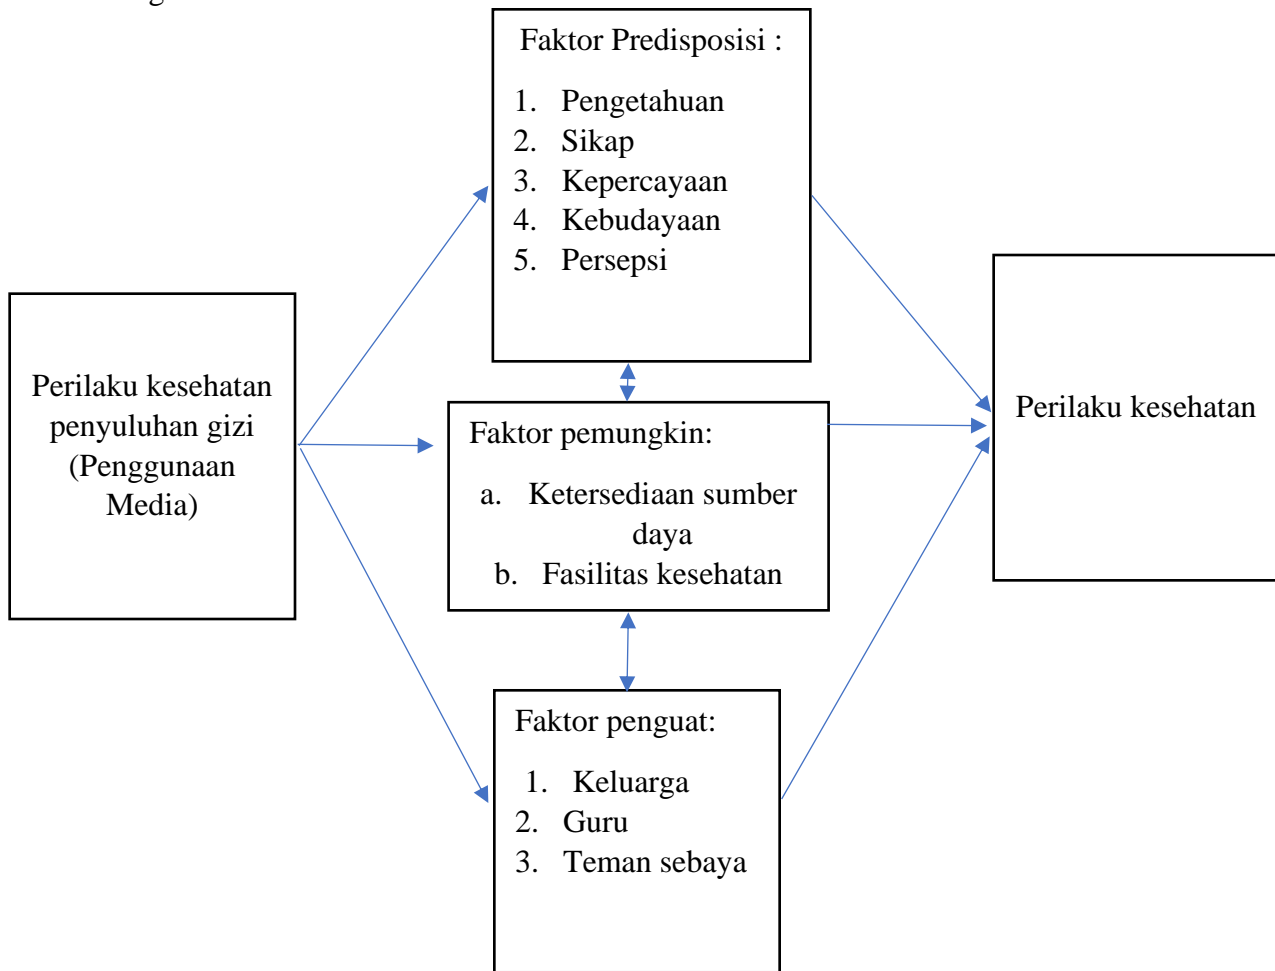 Faktor Predisposisi :
1. Pengetahuan
2. Sikap
3. Kepercayaan
4. Kebudayaan
5. Persepsi
Perilaku kesehatan
penyuluhan gizi
(Penggunaan
Media)
Faktor pemungkin:
a. Ketersediaan sumber
daya
b. Fasilitas kesehatan
Perilaku kesehatan
Faktor penguat:
1. Keluarga
2. Guru
3. Teman sebaya